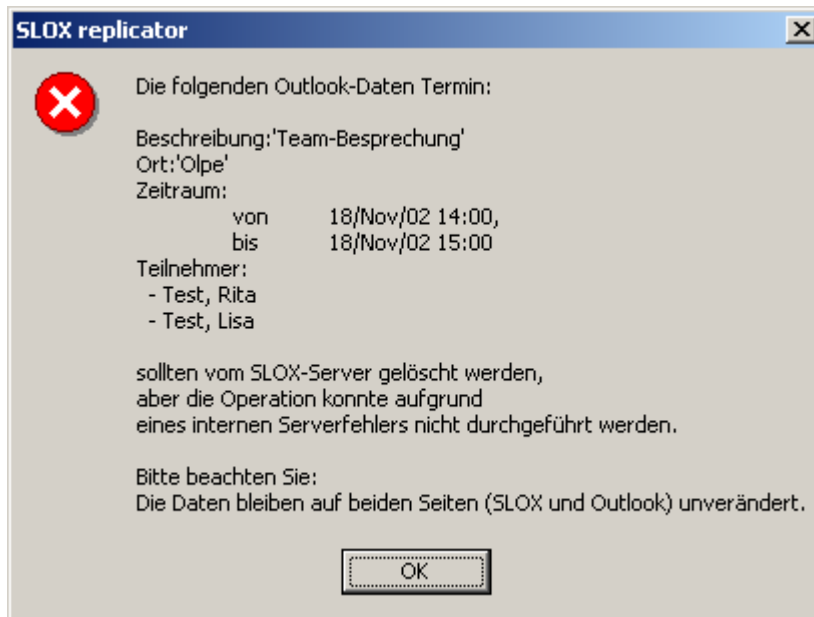 SLOX replicator
Die folgenden Outlook-Daten Termin:
Beschreibung:'Team-Besprechung'
Ort:'Olpe'
Zeitraum:
von 18/Nov/02 14:00,
bis 18/Nov/02 15:00
Teilnehmer:
- Test, Rita
- Test, Lisa
sollten vom SLOX-Server gelöscht werden,
aber die Operation konnte aufgrund
eines internen Serverfehlers nicht durchgeführt werden.
Bitte beachten Sie:
Die Daten bleiben auf beiden Seiten (SLOX und Outlook) unverändert.
OK